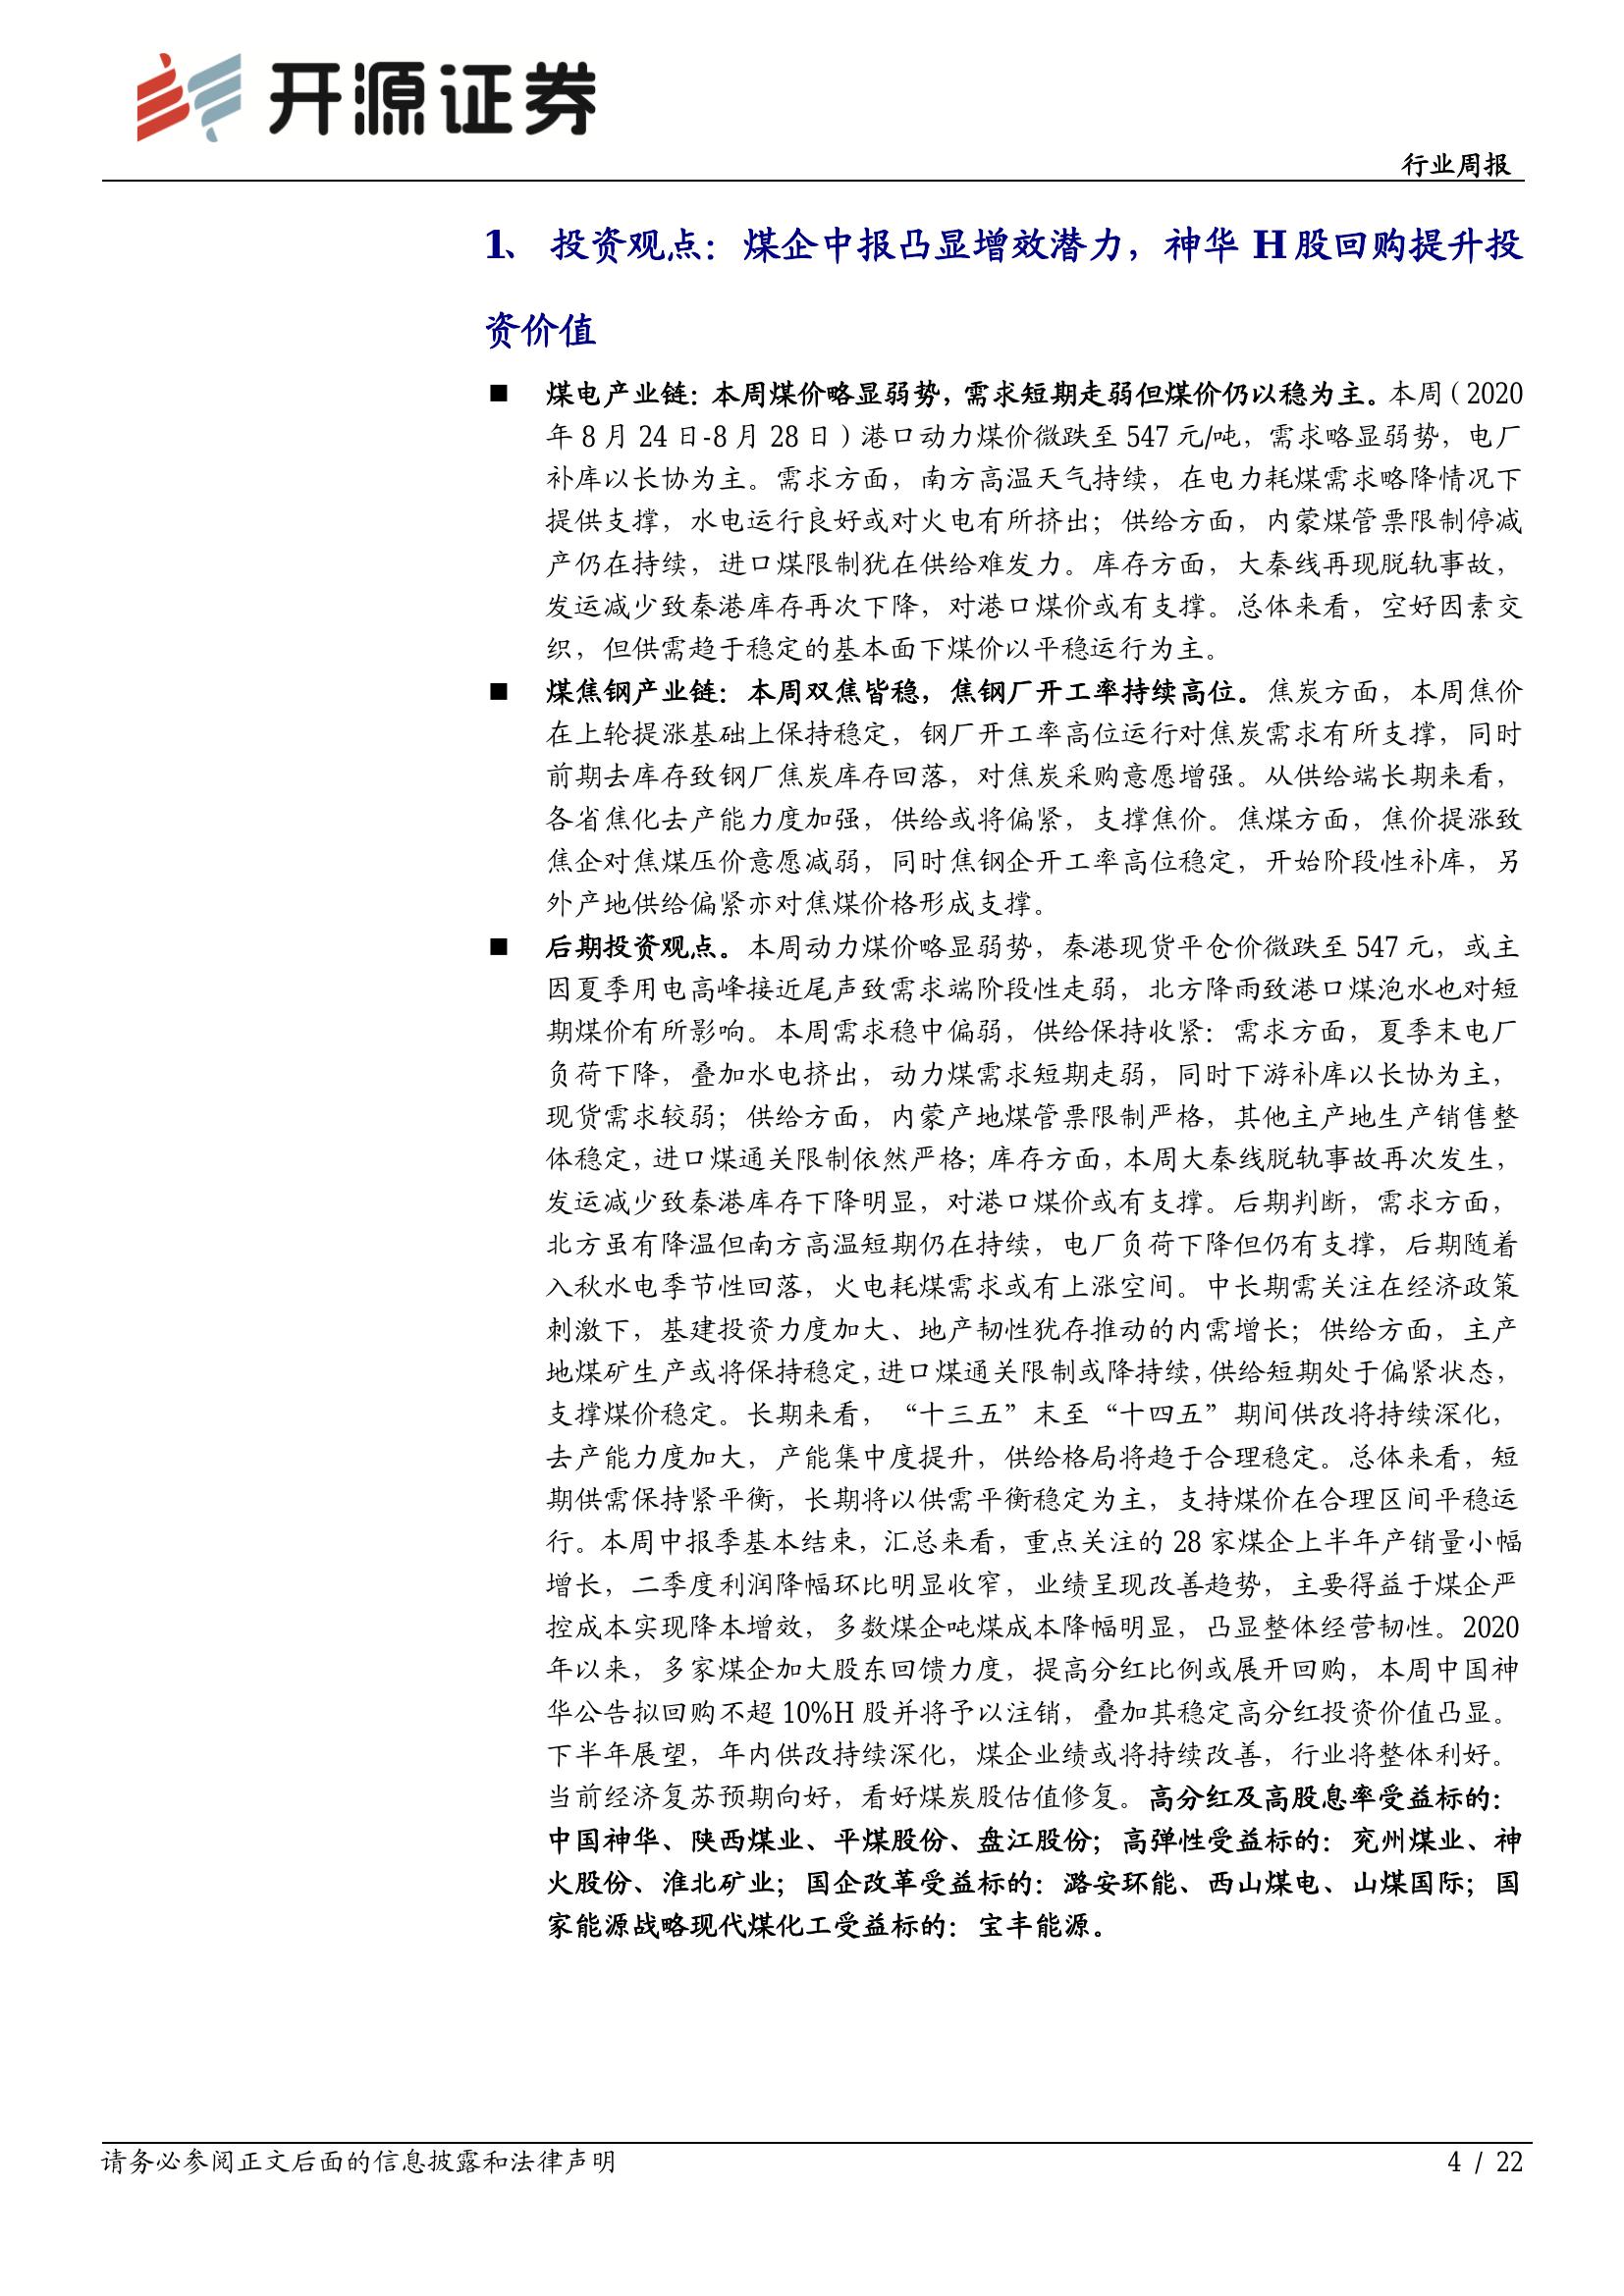 开源证券
行业周报
1、 投资观点：煤企中报凸显增效潜力，神华 H 股回购提升投
资价值
■ 煤电产业链：本周煤价略显弱势，需求短期走弱但煤价仍以稳为主。本周（2020
年 8 月 24 日-8 月 28 日）港口动力煤价微跌至 547 元/吨，需求略显弱势，电厂
补库以长协为主。需求方面，南方高温天气持续，在电力耗煤需求略降情况下
提供支撑，水电运行良好或对火电有所挤出；供给方面，内蒙煤管票限制停减
产仍在持续，进口煤限制犹在供给难发力。库存方面，大秦线再现脱轨事故，
发运减少致秦港库存再次下降，对港口煤价或有支撑。总体来看，空好因素交
织，但供需趋于稳定的基本面下煤价以平稳运行为主。
■ 煤焦钢产业链：本周双焦皆稳，焦钢厂开工率持续高位。焦炭方面，本周焦价
在上轮提涨基础上保持稳定，钢厂开工率高位运行对焦炭需求有所支撑，同时
前期去库存致钢厂焦炭库存回落，对焦炭采购意愿增强。从供给端长期来看，
各省焦化去产能力度加强，供给或将偏紧，支撑焦价。焦煤方面，焦价提涨致
焦企对焦煤压价意愿减弱，同时焦钢企开工率高位稳定，开始阶段性补库，另
外产地供给偏紧亦对焦煤价格形成支撑。
■ 后期投资观点。本周动力煤价略显弱势，秦港现货平仓价微跌至 547 元，或主
因夏季用电高峰接近尾声致需求端阶段性走弱，北方降雨致港口煤泡水也对短
期煤价有所影响。本周需求稳中偏弱，供给保持收紧：需求方面，夏季末电厂
负荷下降，叠加水电挤出，动力煤需求短期走弱，同时下游补库以长协为主，
现货需求较弱；供给方面，内蒙产地煤管票限制严格，其他主产地生产销售整
体稳定，进口煤通关限制依然严格；库存方面，本周大秦线脱轨事故再次发生，
发运减少致秦港库存下降明显，对港口煤价或有支撑。后期判断，需求方面，
北方虽有降温但南方高温短期仍在持续，电厂负荷下降但仍有支撑，后期随着
入秋水电季节性回落，火电耗煤需求或有上涨空间。中长期需关注在经济政策
刺激下，基建投资力度加大、地产韧性犹存推动的内需增长；供给方面，主产
地煤矿生产或将保持稳定，进口煤通关限制或降持续，供给短期处于偏紧状态，
支撑煤价稳定。长期来看，“十三五”末至“十四五”期间供改将持续深化，
去产能力度加大，产能集中度提升，供给格局将趋于合理稳定。总体来看，短
期供需保持紧平衡，长期将以供需平衡稳定为主，支持煤价在合理区间平稳运
行。本周中报季基本结束，汇总来看，重点关注的 28 家煤企上半年产销量小幅
增长，二季度利润降幅环比明显收窄，业绩呈现改善趋势，主要得益于煤企严
控成本实现降本增效，多数煤企吨煤成本降幅明显，凸显整体经营韧性。2020
年以来，多家煤企加大股东回馈力度，提高分红比例或展开回购，本周中国神
华公告拟回购不超 10%H 股并将予以注销，叠加其稳定高分红投资价值凸显。
下半年展望，年内供改持续深化，煤企业绩或将持续改善，行业将整体利好。
当前经济复苏预期向好，看好煤炭股估值修复。高分红及高股息率受益标的：
中国神华、陕西煤业、平煤股份、盘江股份；高弹性受益标的：兖州煤业、神
火股份、淮北矿业；国企改革受益标的：潞安环能、西山煤电、山煤国际；国
家能源战略现代煤化工受益标的：宝丰能源。
请务必参阅正文后面的信息披露和法律声明
4 / 22